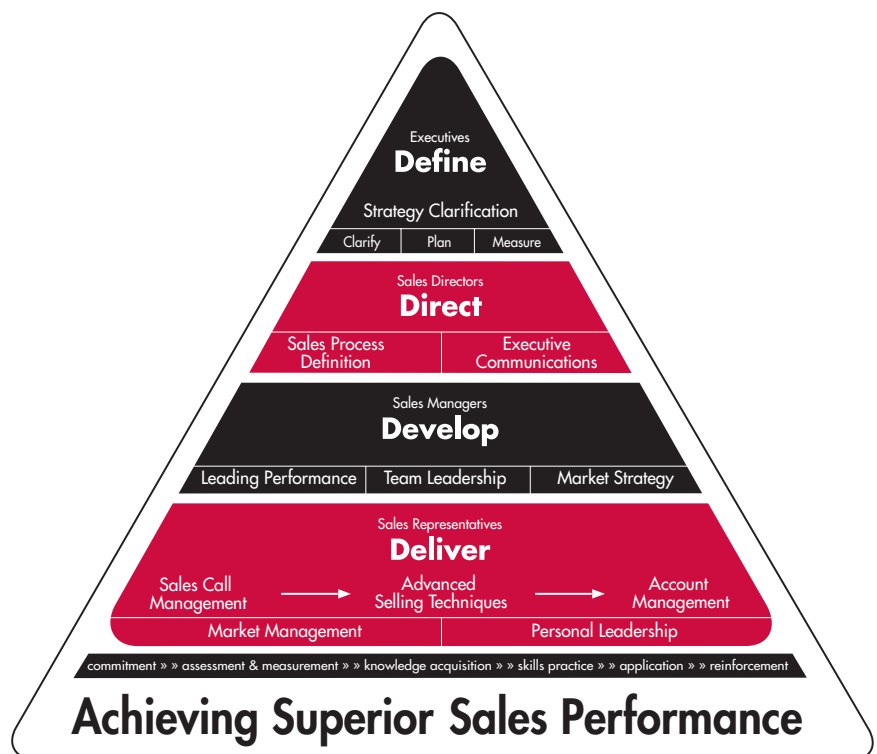 Executives
Define
Strategy Clarification
Clarify Plan Measure
Sales Directors
Direct
Sales Process
Definition
Executive
Communications
Sales Managers
Develop
Leading Performance Team Leadership Market Strategy
Sales Representatives
Deliver
Sales Call
Management
Advanced
Selling Techniques
Account
Management
Market Management Personal Leadership
commitment » » assessment & measurement » » knowledge acquisition » » skills practice » » application » » reinforcement
Achieving Superior Sales Performance